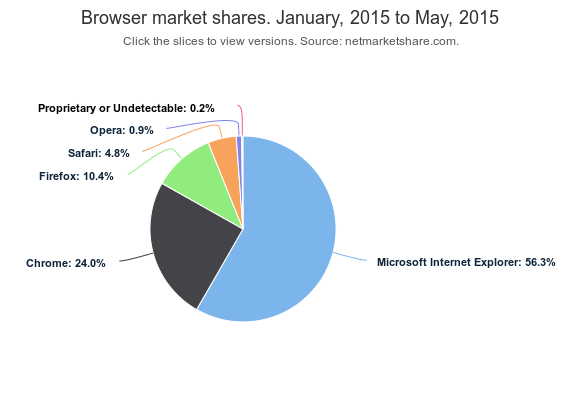 Browser market shares. January, 2015 to May, 2015
Click the slices to view versions. Source: netmarketshare.com.
Proprietary or Undetectable: 0.2%
Opera: 0.9%
Safari: 4.8%
Firefox: 10.4%
Chrome: 24.0%
Microsoft Internet Explorer: 56.3%